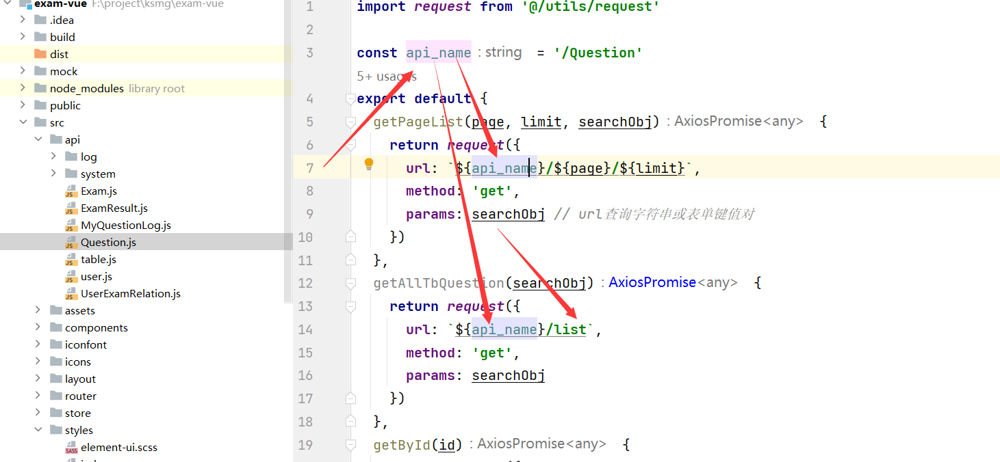 exam-vue F:\project\ksmg\exam-vue
.idea
build
dist
mock
node_modules library root
public
src
api
log
system
Exam.js
ExamResult.js
MyQuestionLog.js
Question.js
table.js
user.js
UserExamRelation.js
assets
components
iconfont
icons
layout
router
store
styles
element-ui.scss
1 import request from '@/utils/request'
2
3 const api_name : string = '/Question'
5+ usages
4 export default {
5 getPageList(page, limit, searchObj) : AxiosPromise<any> {
6 return request({
7 url: `${api_name}/${page}/${limit}`,
8 method: 'get',
9 params: searchObj // url查询字符串或表单键值对
10 })
11 },
12 getAllTbQuestion(searchObj) : AxiosPromise<any> {
13 return request({
14 url: `${api_name}/list`,
15 method: 'get',
16 params: searchObj
17 })
18 },
19 getById(id) : AxiosPromise<any> {